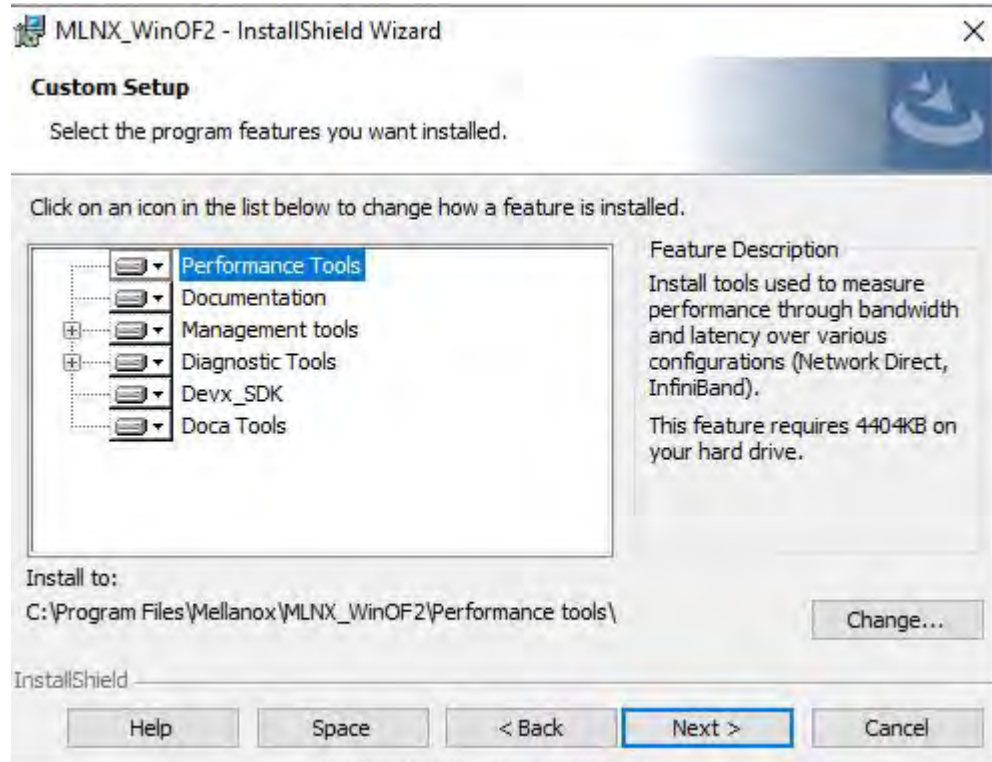 MLNX_WinOF2 - InstallShield Wizard
Custom Setup
Select the program features you want installed.
Click on an icon in the list below to change how a feature is installed.
Performance Tools
Documentation
Management tools
Diagnostic Tools
Devx_SDK
Doca Tools
Feature Description
Install tools used to measure
performance through bandwidth
and latency over various
configurations (Network Direct,
InfiniBand).
This feature requires 4404KB on
your hard drive.
Install to:
C:\Program Files\Mellanox\MLNX_WinOF2\Performance tools\
Change...
InstallShield
Help
Space
< Back
Next >
Cancel